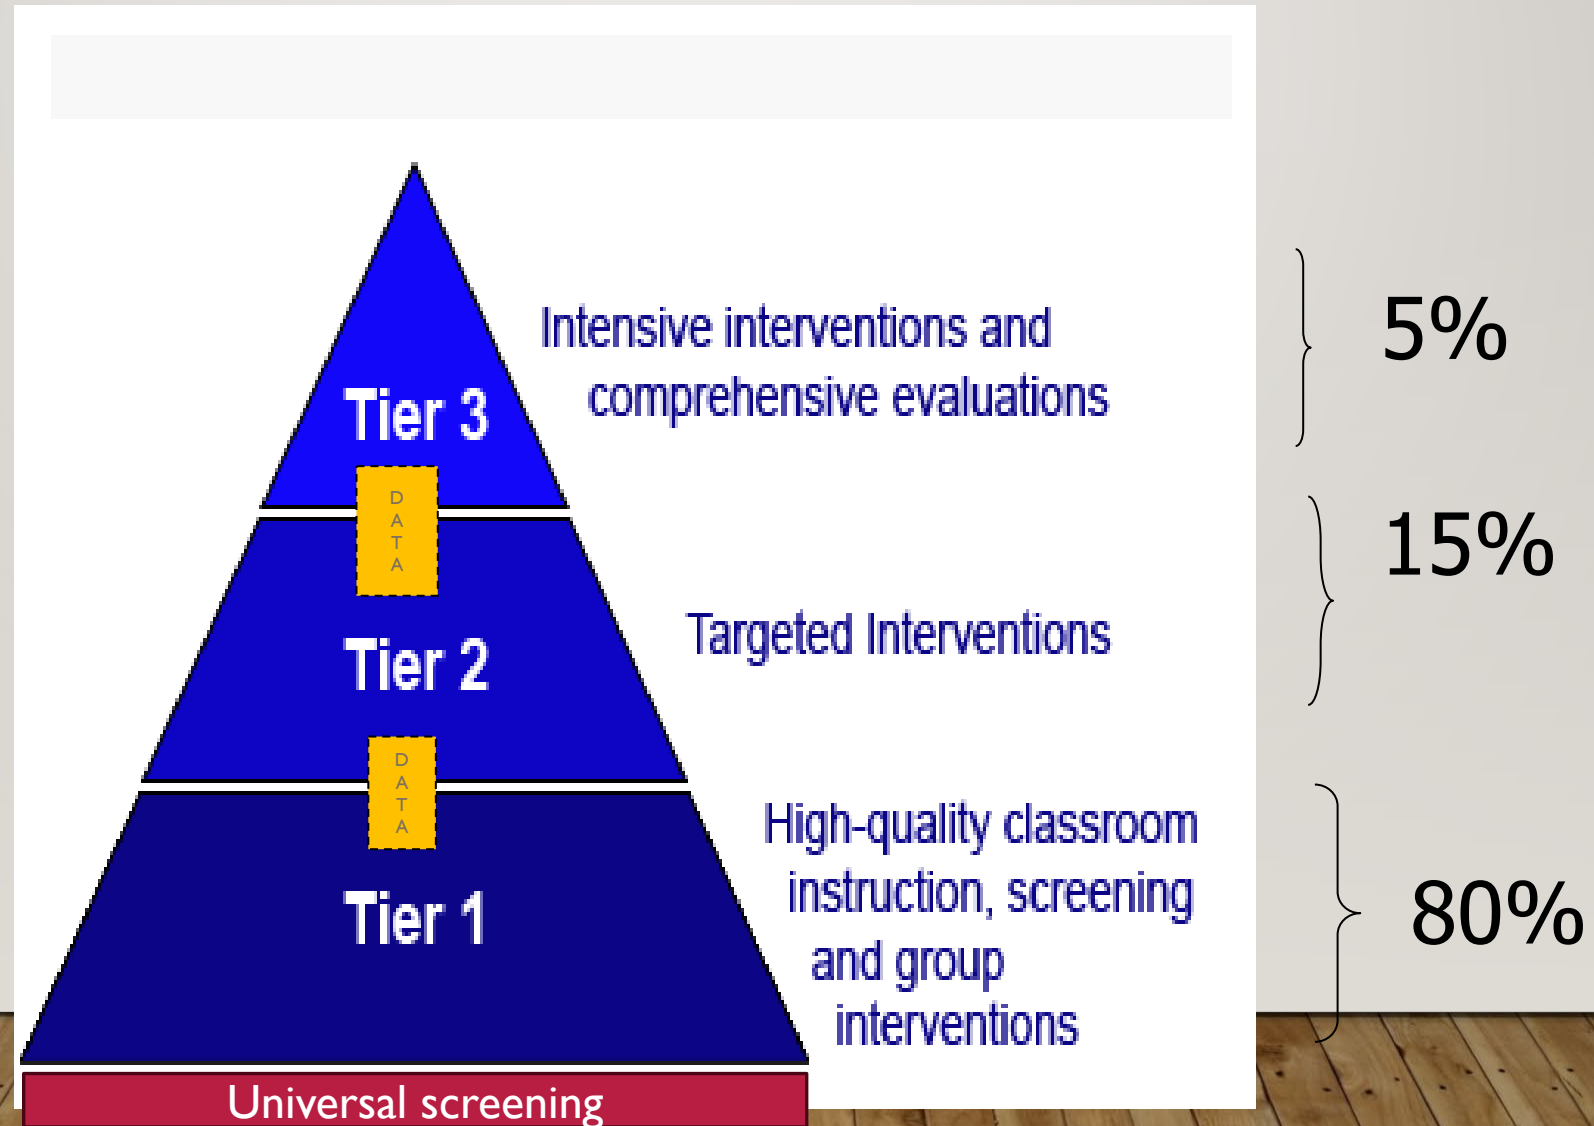 Intensive interventions and
comprehensive evaluations
5%
Tier 3
D
A
T
A
15%
Targeted Interventions
Tier 2
D
A
T
A
High-quality classroom
instruction, screening
and group
interventions
80%
Tier 1
Universal screening